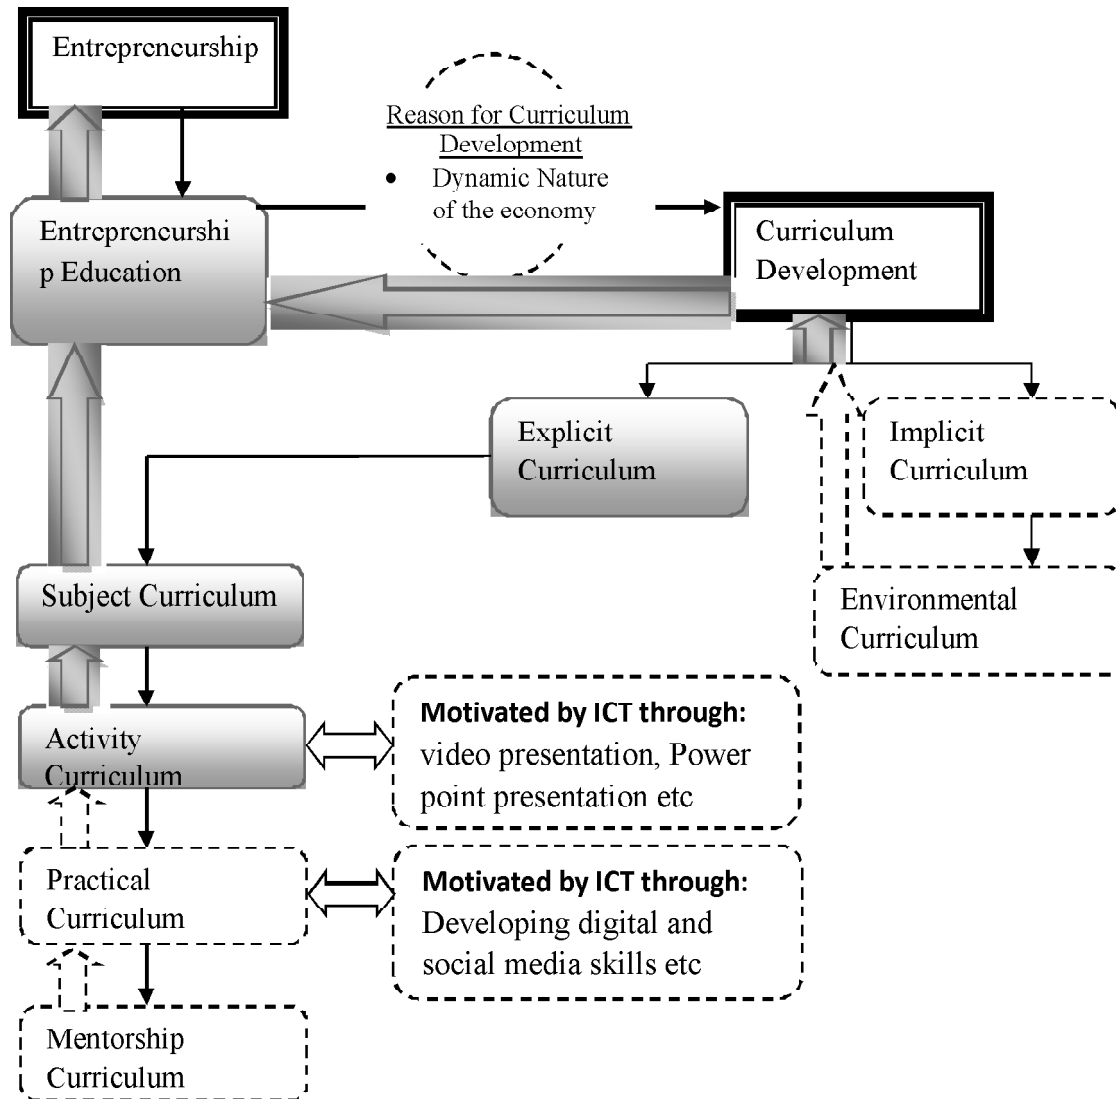 Entrepreneurship
Reason for Curriculum
Development
• Dynamic Nature
of the economy
Entrepreneurshi
p Education
Curriculum
Development
Explicit
Curriculum
Implicit
Curriculum
Subject Curriculum
Environmental
Curriculum
Activity
Curriculum
Motivated by ICT through:
video presentation, Power
point presentation etc
Practical
Curriculum
Motivated by ICT through:
Developing digital and
social media skills etc
Mentorship
Curriculum